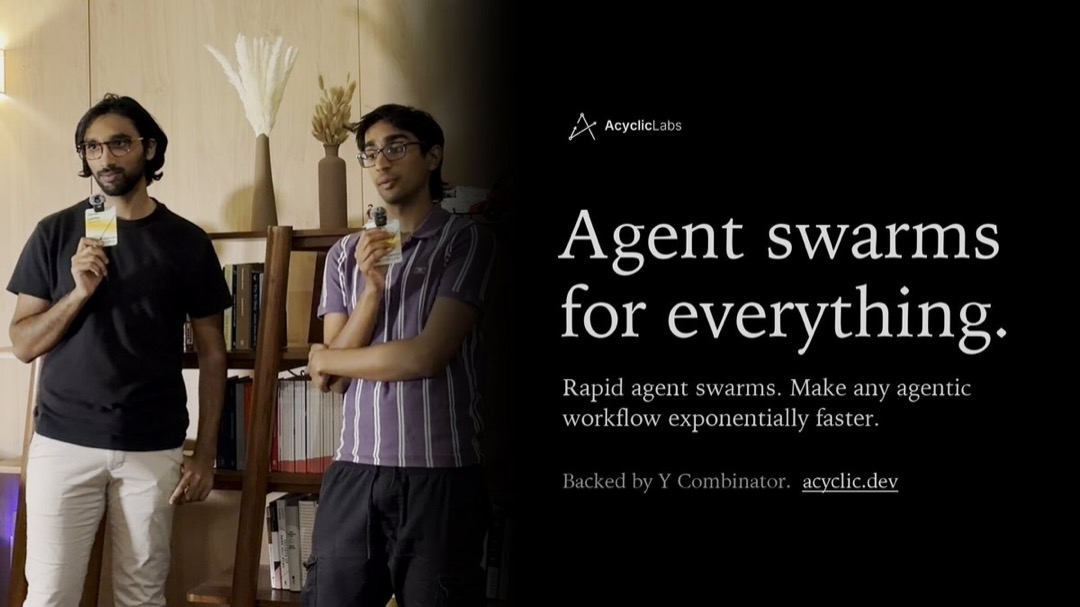 AcyclicLabs
Agent swarms
for everything.
Rapid agent swarms. Make any agentic
workflow exponentially faster.
Backed by Y Combinator. acyclic.dev